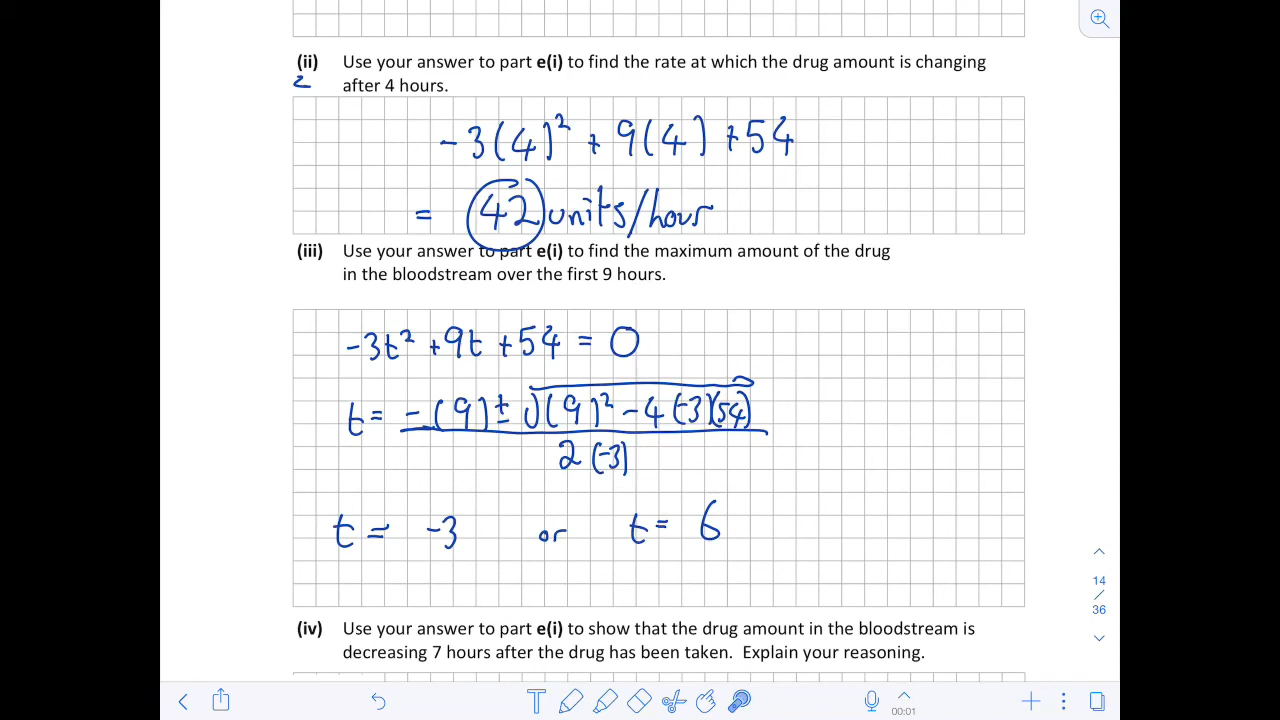 (ii) Use your answer to part e(i) to find the rate at which the drug amount is changing
2 after 4 hours.
-3(4)² + 9(4) + 54
= 42 units/hour
(iii) Use your answer to part e(i) to find the maximum amount of the drug
in the bloodstream over the first 9 hours.
-3t² + 9t + 54 = 0
t = -(9) ± √(9)² - 4(-3)(54)
2(-3)
t = -3 or t = 6
(iv) Use your answer to part e(i) to show that the drug amount in the bloodstream is
decreasing 7 hours after the drug has been taken. Explain your reasoning.
14
/
36
00:01